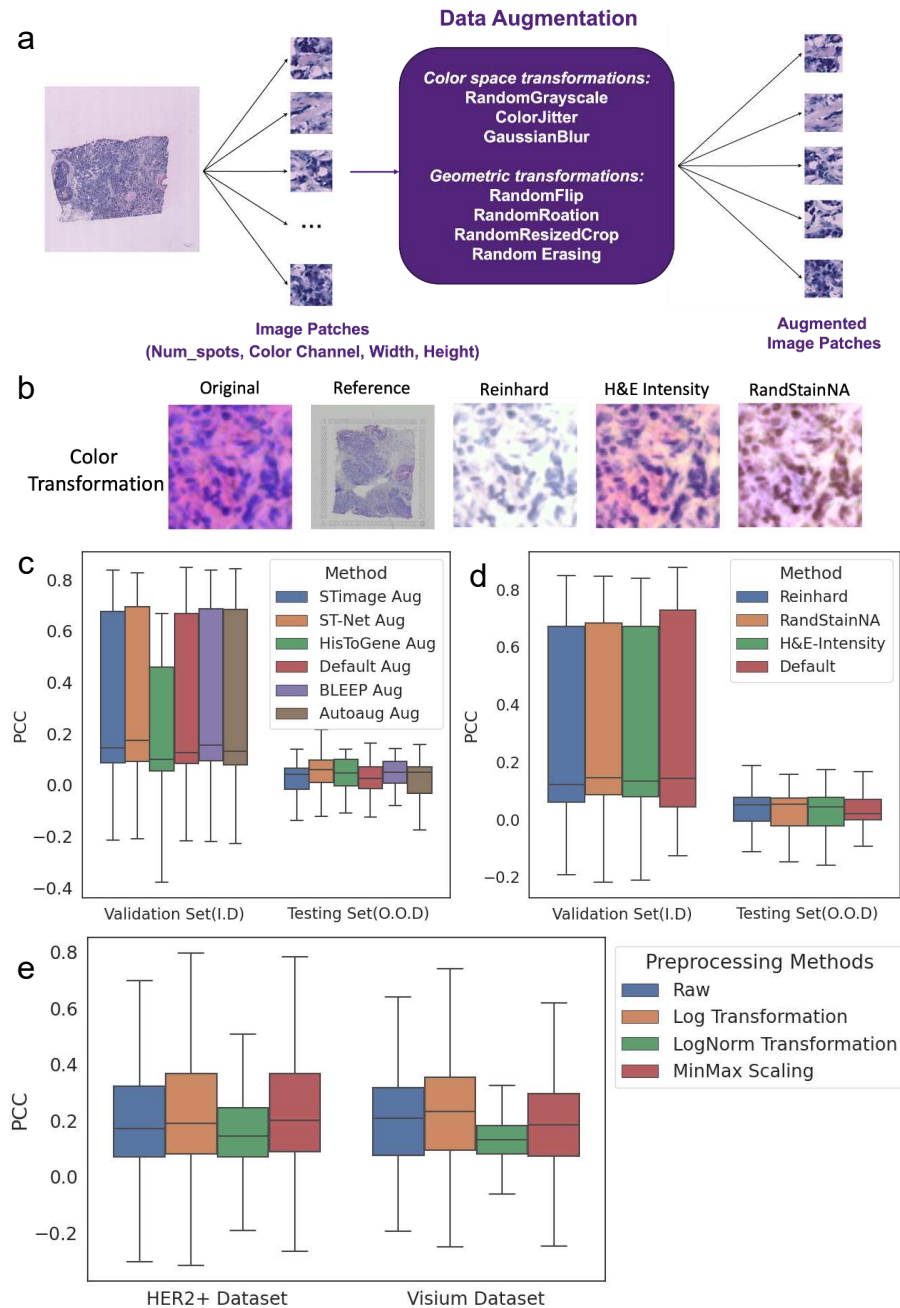 a
Data Augmentation
Color space transformations:
RandomGrayscale
ColorJitter
GaussianBlur
Geometric transformations:
RandomFlip
RandomRoation
RandomResizedCrop
Random Erasing
...
Image Patches
(Num_spots, Color Channel, Width, Height)
Augmented
Image Patches
b
Original
Reference
Reinhard
H&E Intensity
RandStainNA
Color
Transformation
c
PCC
0.8
0.6
0.4
0.2
0.0
−0.2
−0.4
Method
STimage Aug
ST-Net Aug
HisToGene Aug
Default Aug
BLEEP Aug
Autoaug Aug
Validation Set(I.D)
Testing Set(O.O.D)
d
PCC
0.8
0.6
0.4
0.2
0.0
−0.2
Method
Reinhard
RandStainNA
H&E-Intensity
Default
Validation Set(I.D)
Testing Set(O.O.D)
e
PCC
0.8
0.6
0.4
0.2
0.0
−0.2
HER2+ Dataset
Visium Dataset
Preprocessing Methods
Raw
Log Transformation
LogNorm Transformation
MinMax Scaling